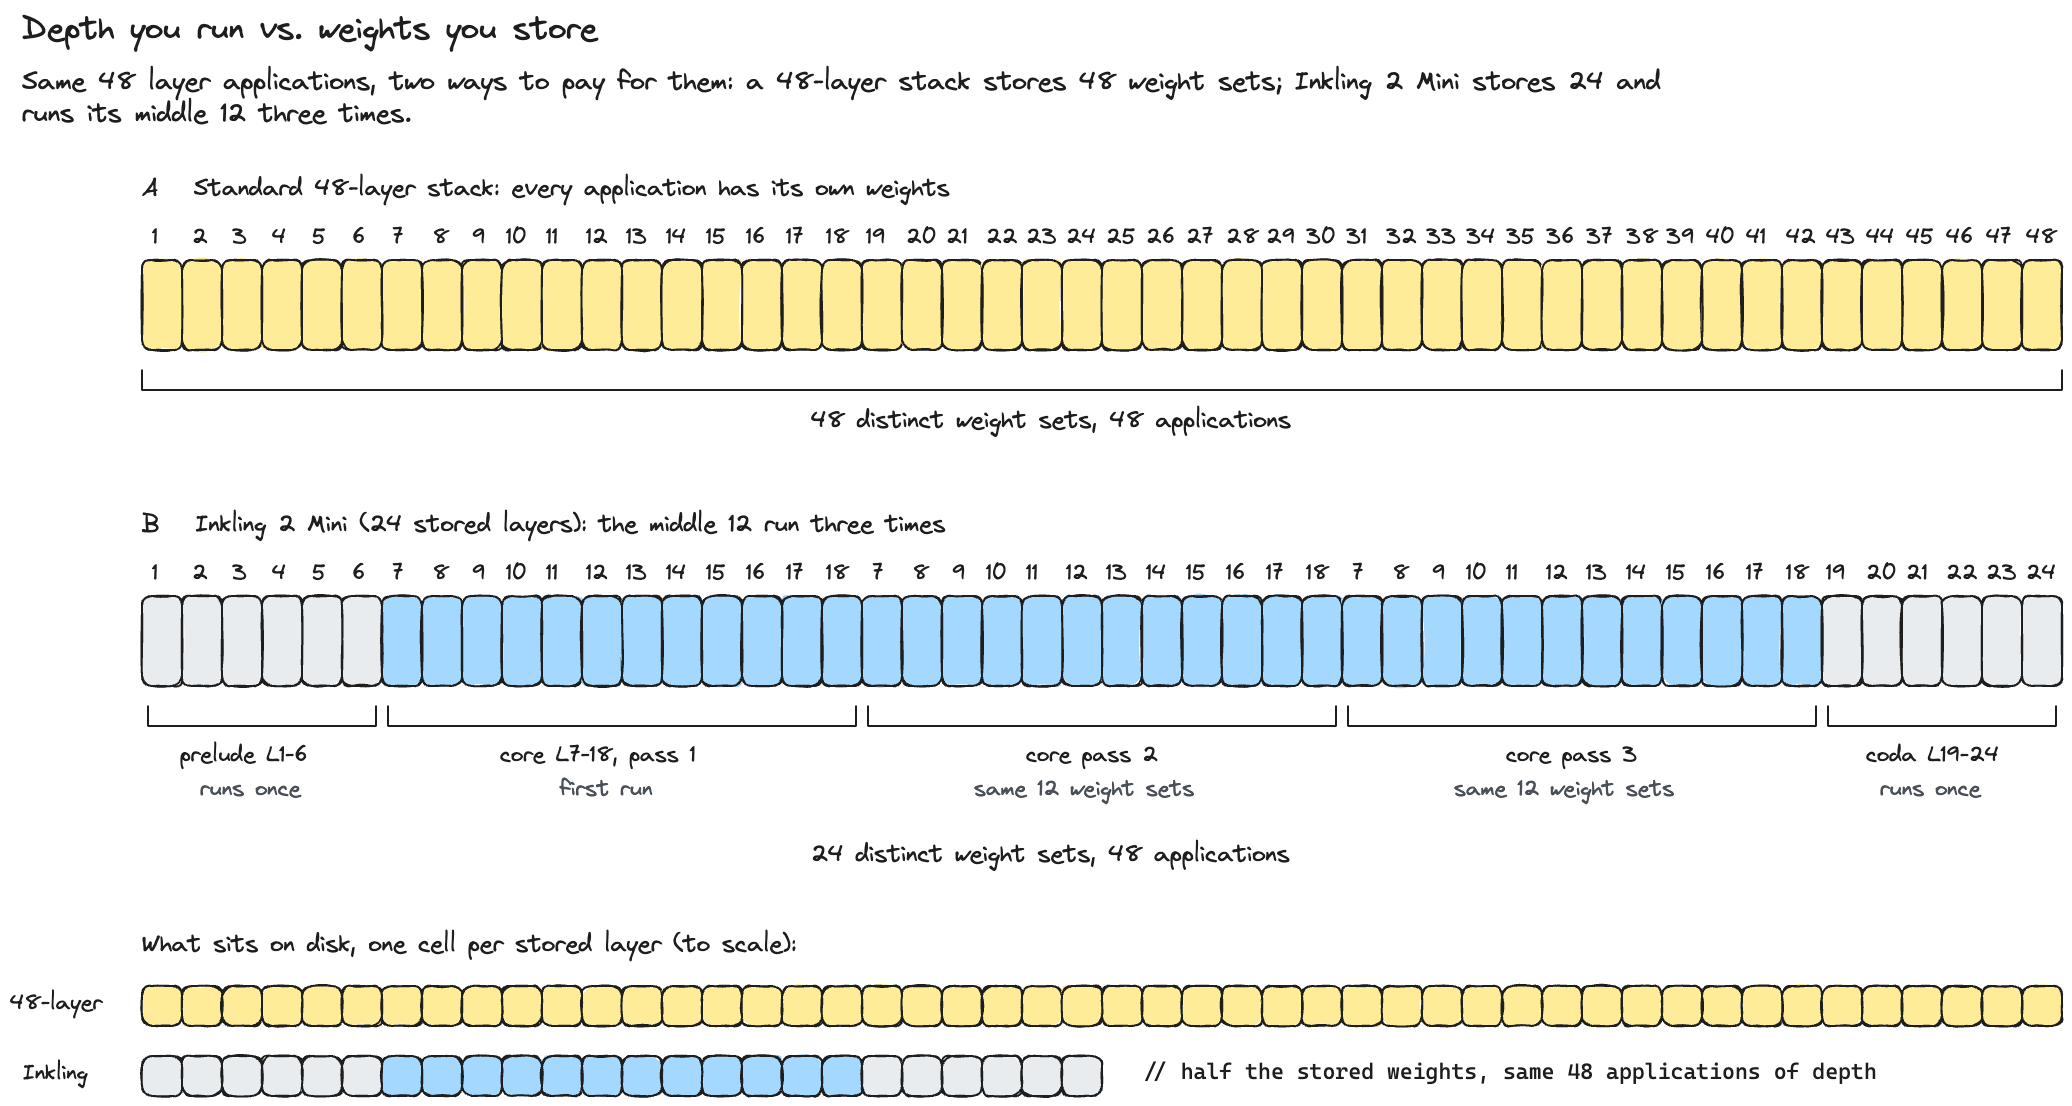 Depth you run vs. weights you store
Same 48 layer applications, two ways to pay for them: a 48-layer stack stores 48 weight sets; Inkling 2 Mini stores 24 and
runs its middle 12 three times.
A Standard 48-layer stack: every application has its own weights
1 2 3 4 5 6 7 8 9 10 11 12 13 14 15 16 17 18 19 20 21 22 23 24 25 26 27 28 29 30 31 32 33 34 35 36 37 38 39 40 41 42 43 44 45 46 47 48
48 distinct weight sets, 48 applications
B Inkling 2 Mini (24 stored layers): the middle 12 run three times
1 2 3 4 5 6 7 8 9 10 11 12 13 14 15 16 17 18 7 8 9 10 11 12 13 14 15 16 17 18 7 8 9 10 11 12 13 14 15 16 17 18 19 20 21 22 23 24
prelude L1-6 core L7-18, pass 1 core pass 2 core pass 3 coda L19-24
runs once first run same 12 weight sets same 12 weight sets runs once
24 distinct weight sets, 48 applications
What sits on disk, one cell per stored layer (to scale):
48-layer
Inkling // half the stored weights, same 48 applications of depth